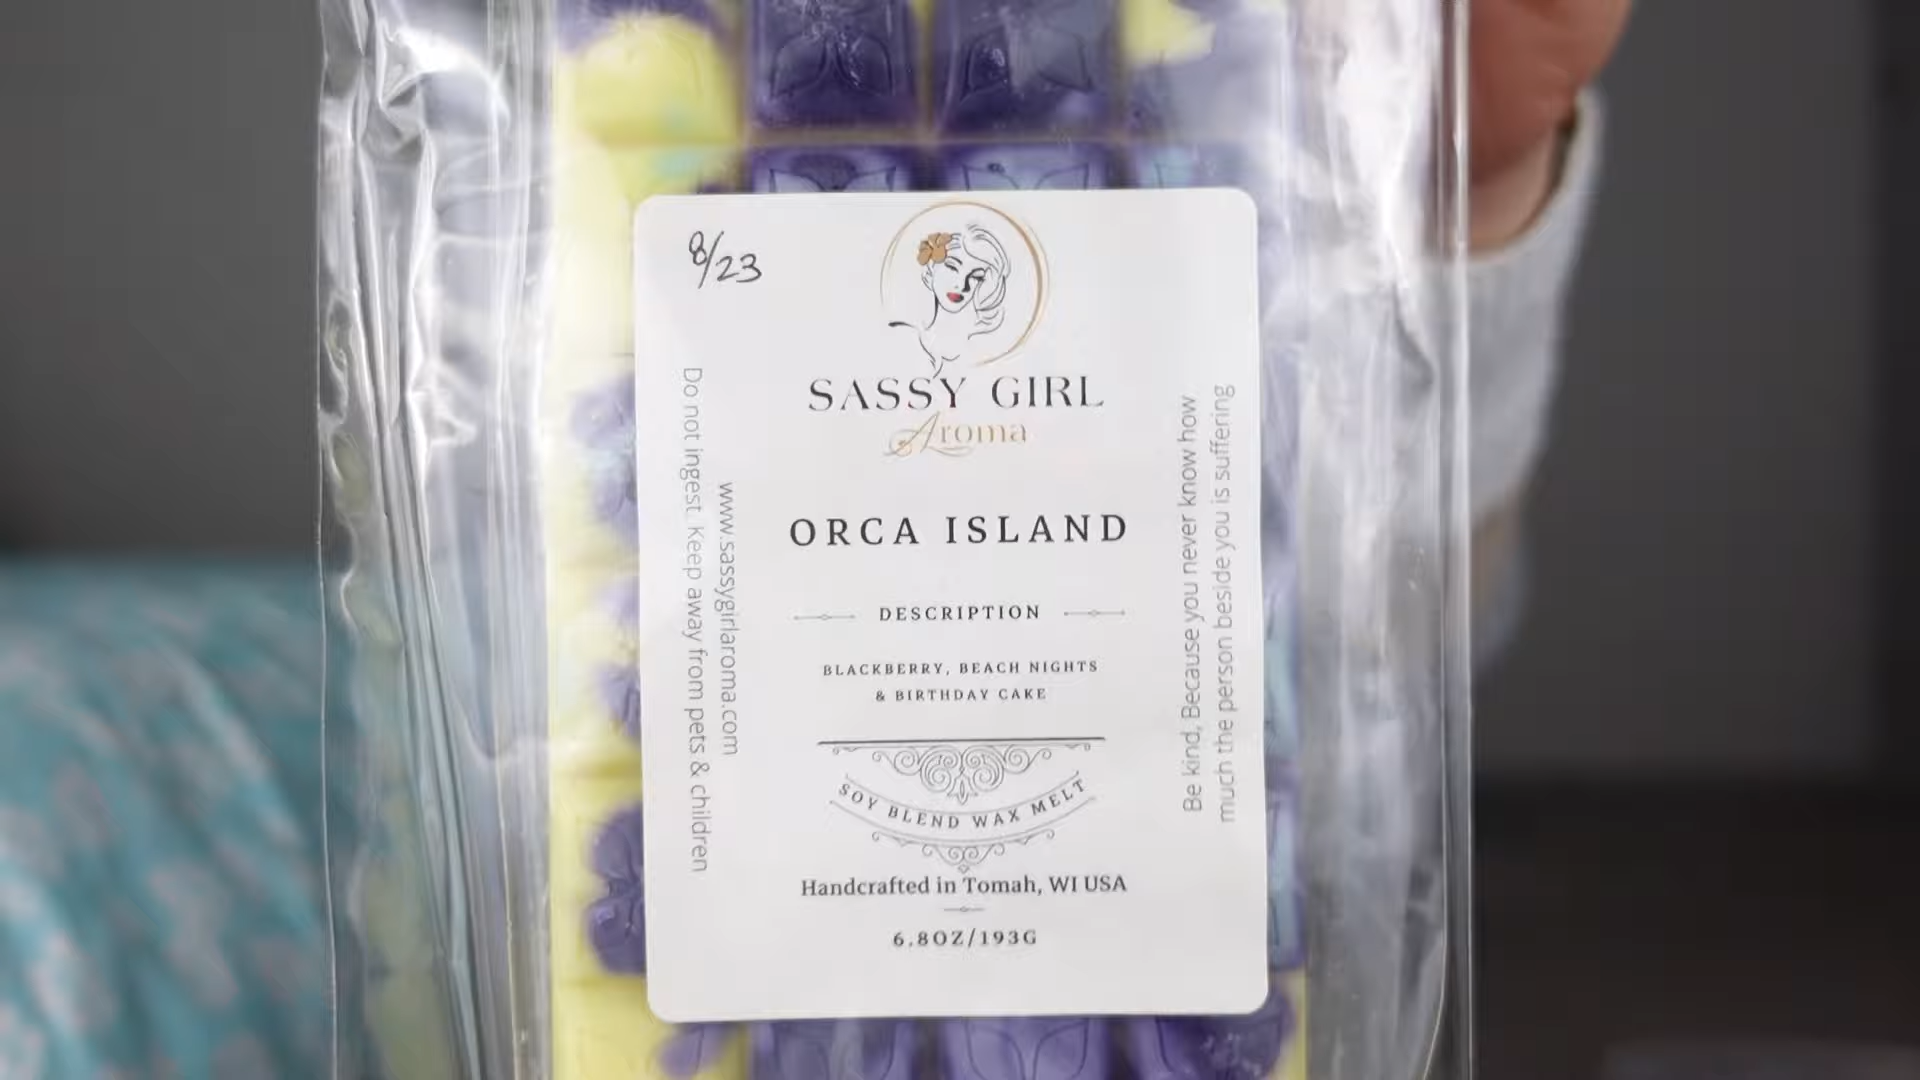 8/23
SASSY GIRL
Aroma
ORCA ISLAND
DESCRIPTION
BLACKBERRY, BEACH NIGHTS
& BIRTHDAY CAKE
SOY BLEND WAX MELT
Handcrafted in Tomah, WI USA
6.8OZ/193G
www.sassygirlaroma.com
Do not ingest. Keep away from pets & children
Be kind. Because you never know how
much the person beside you is suffering